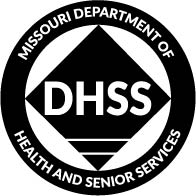 MISSOURI DEPARTMENT OF
DHSS
HEALTH AND SENIOR SERVICES